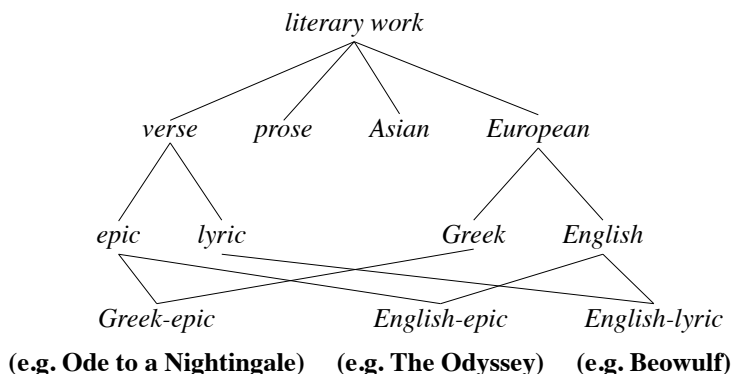 literary work
verse prose Asian European
epic lyric Greek English
Greek-epic English-epic English-lyric
(e.g. Ode to a Nightingale) (e.g. The Odyssey) (e.g. Beowulf)